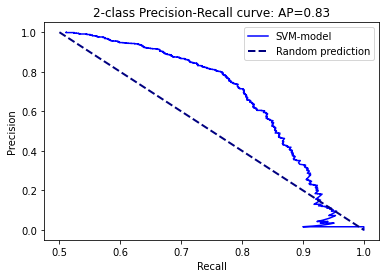 2-class Precision-Recall curve: AP=0.83
SVM-model
Random prediction
Precision
1.0
0.8
0.6
0.4
0.2
0.0
0.5
0.6
0.7
0.8
0.9
1.0
Recall